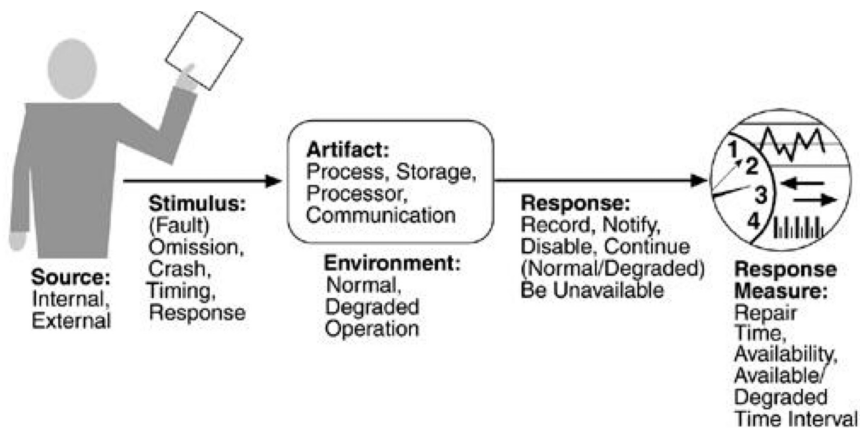 Source:
Internal,
External
Stimulus:
(Fault)
Omission,
Crash,
Timing,
Response
Artifact:
Process, Storage,
Processor,
Communication
Environment:
Normal,
Degraded
Operation
Response:
Record, Notify,
Disable, Continue
(Normal/Degraded)
Be Unavailable
1
2
3
4
Response
Measure:
Repair
Time,
Availability,
Available/
Degraded
Time Interval